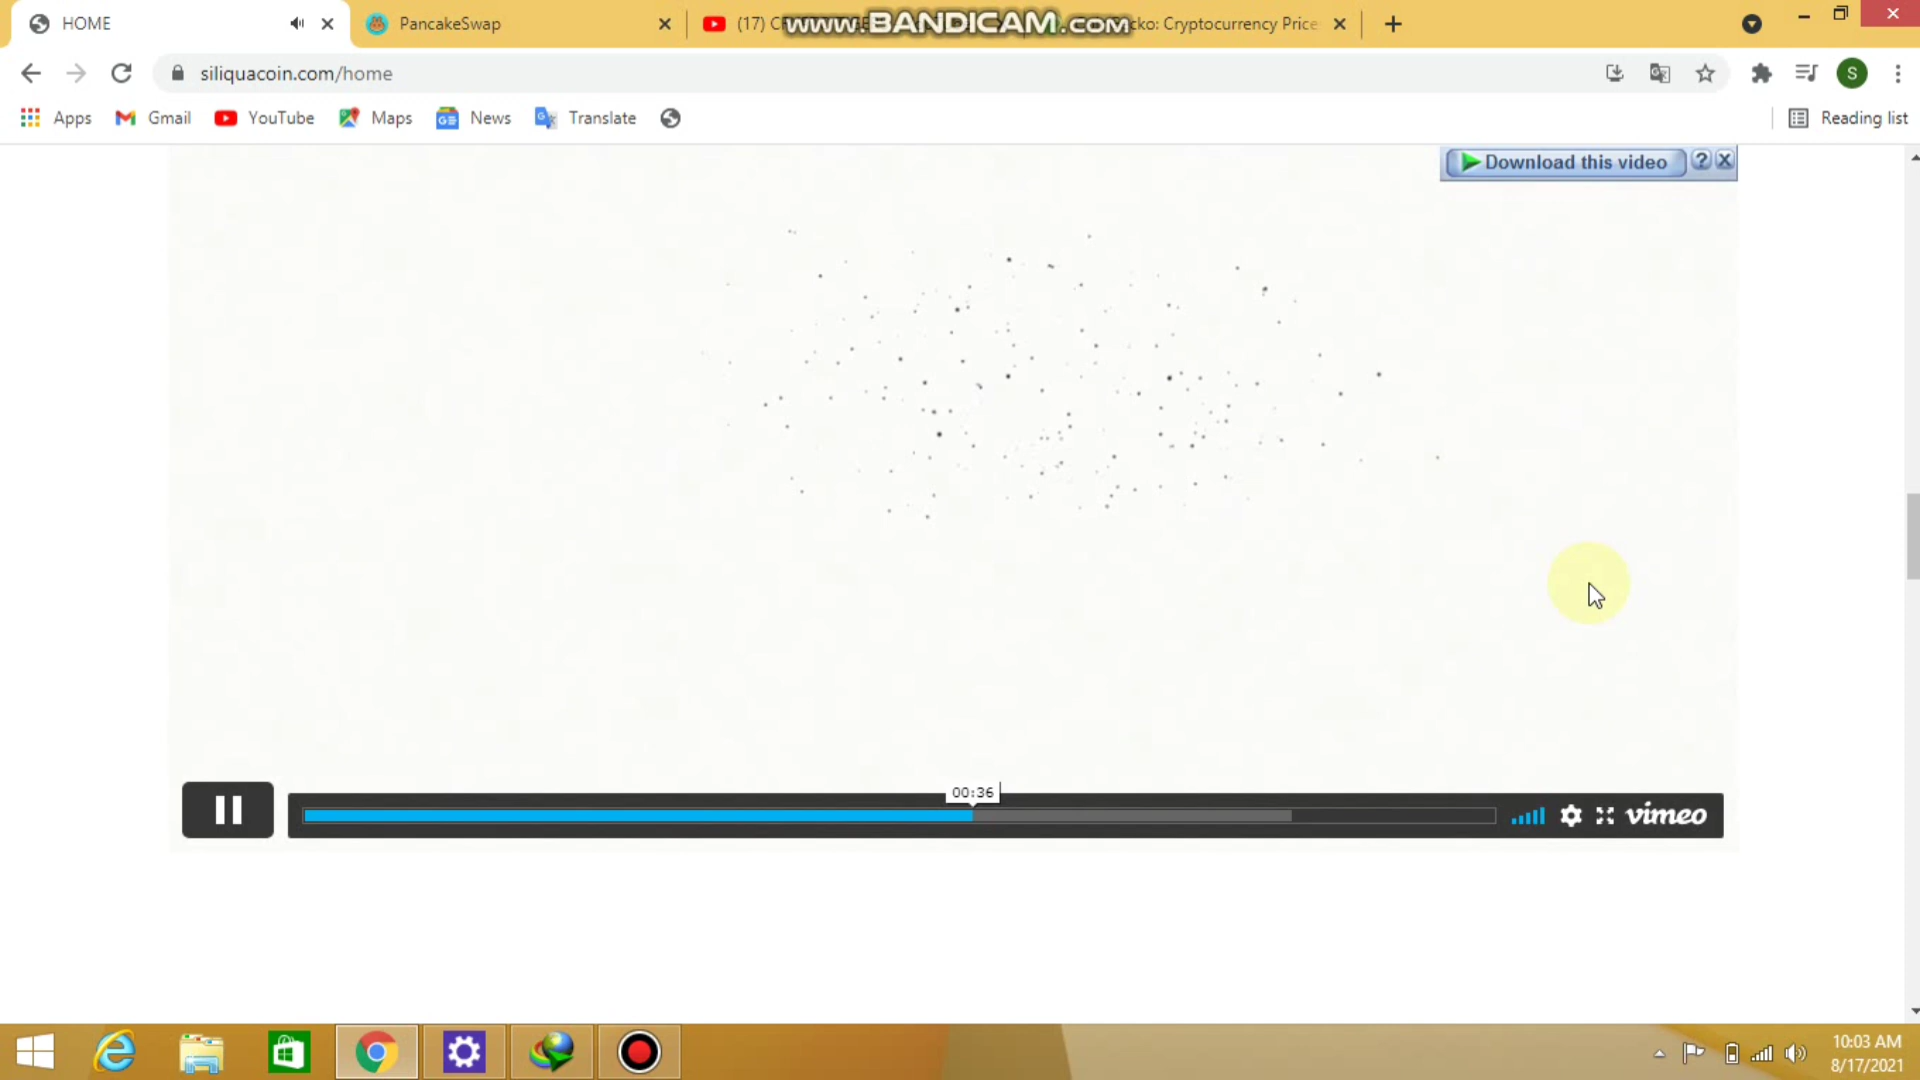 HOME
PancakeSwap
(17) C
www.BANDICAM.com
cko: Cryptocurrency Price
siliquacoin.com/home
S
Apps
Gmail
YouTube
Maps
News
Translate
Reading list
Download this video
?
00:36
vimeo
10:03 AM
8/17/2021